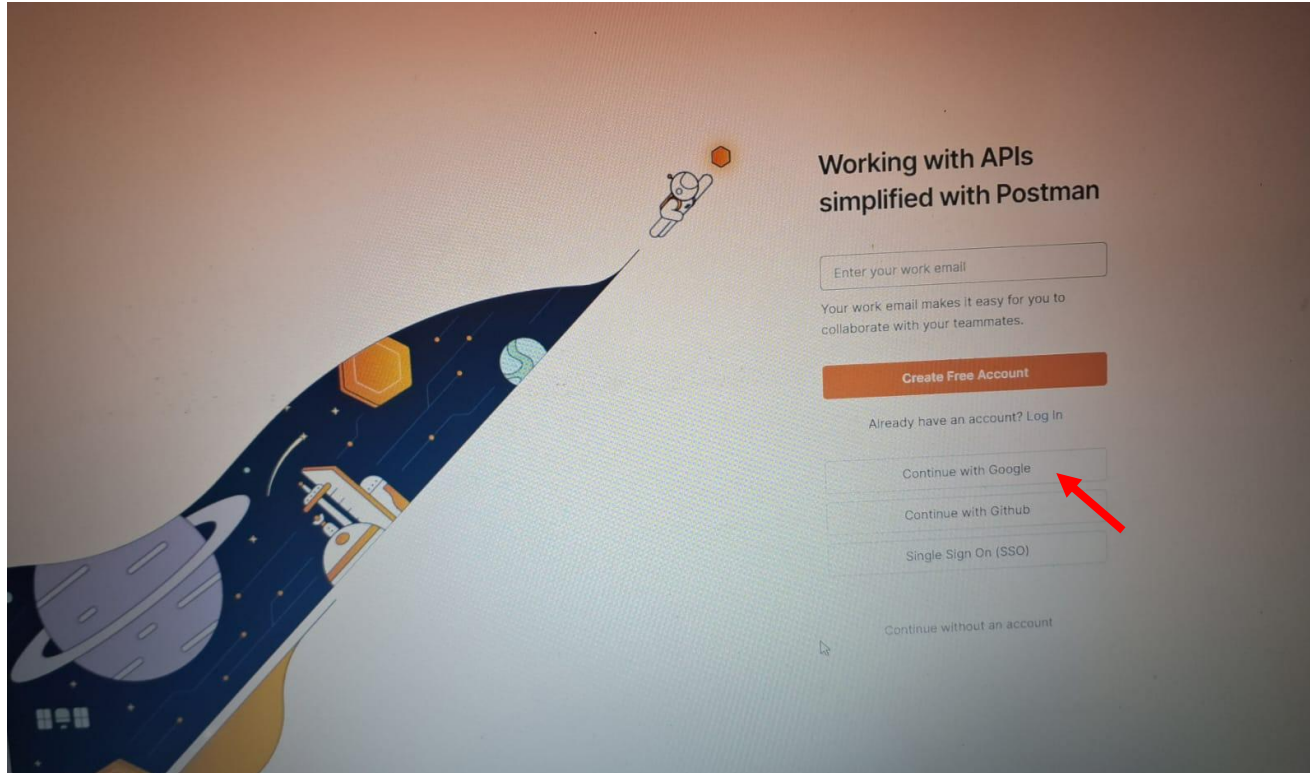 Working with APIs
simplified with Postman
Enter your work email
Your work email makes it easy for you to
collaborate with your teammates.
Create Free Account
Already have an account? Log In
Continue with Google
Continue with Github
Single Sign On (SSO)
Continue without an account